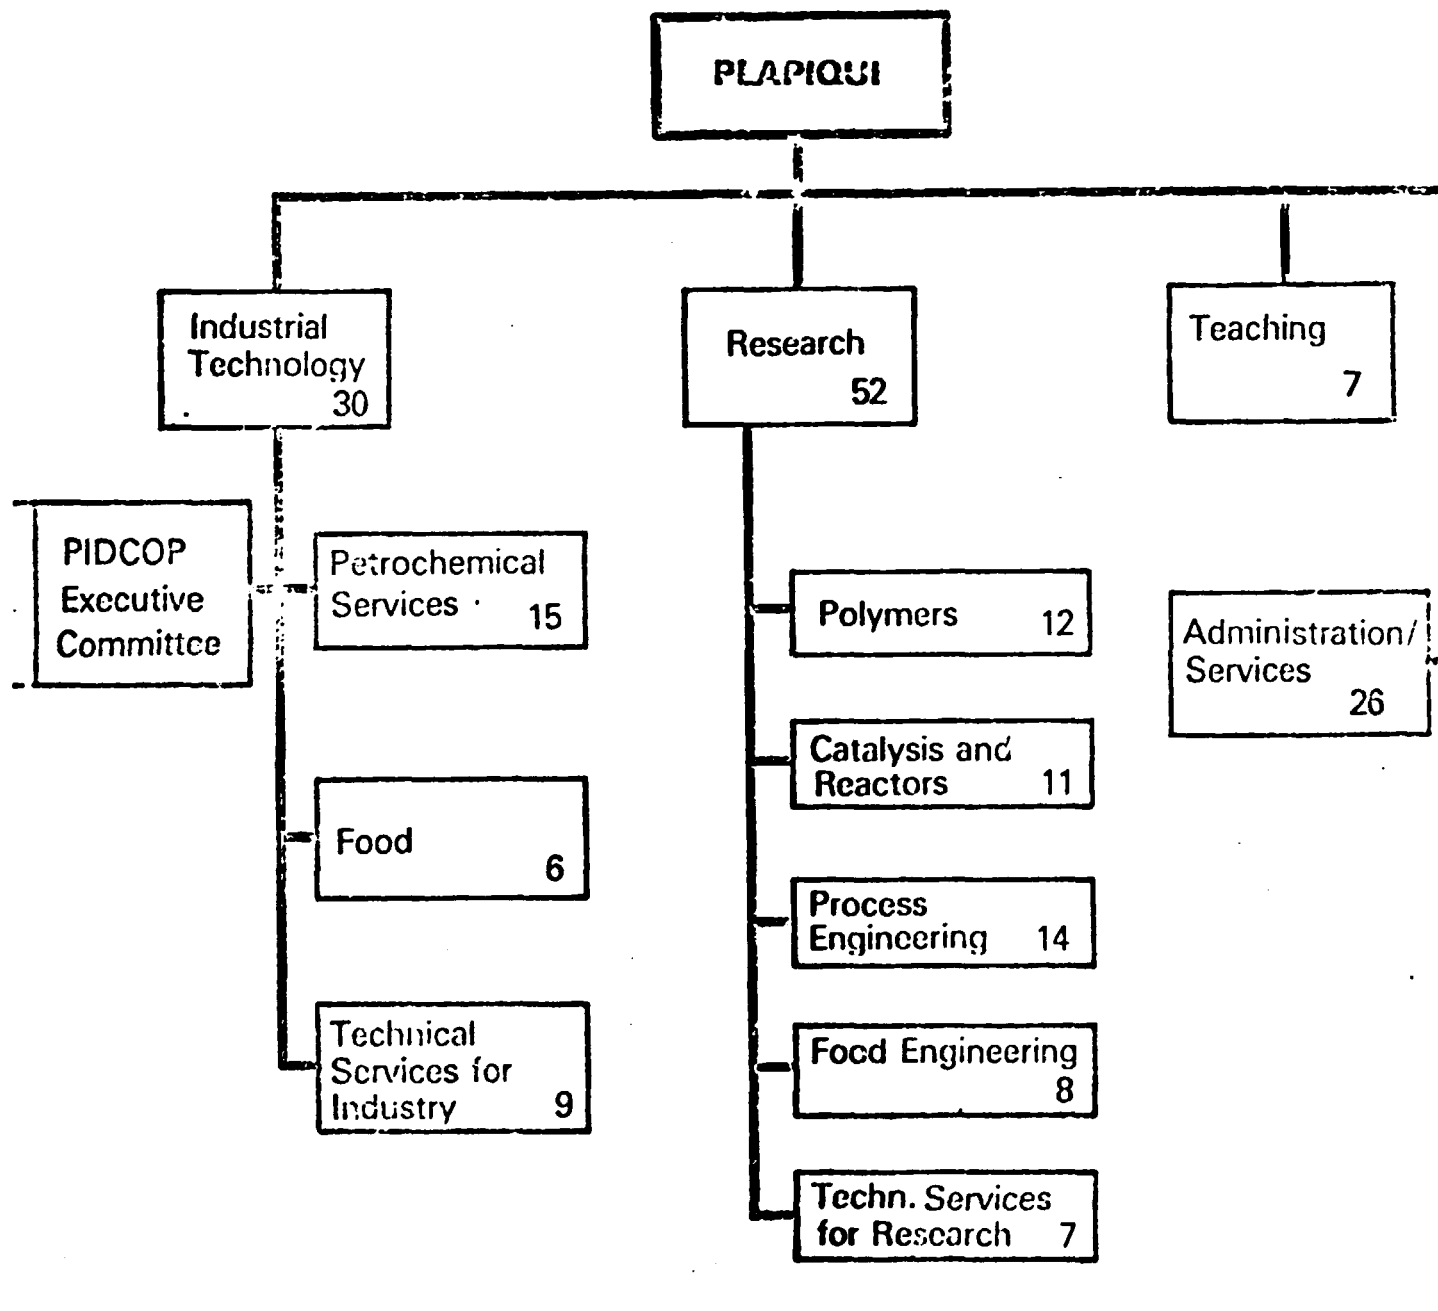 PLAPIQUI
Industrial
Technology
30
Research
52
Teaching
7
PIDCOP
Executive
Committee
Petrochemical
Services
15
Food
6
Technical
Services for
Industry 9
Polymers 12
Catalysis and
Reactors 11
Process
Engineering 14
Food Engineering
8
Techn. Services
for Research 7
Administration/
Services
26